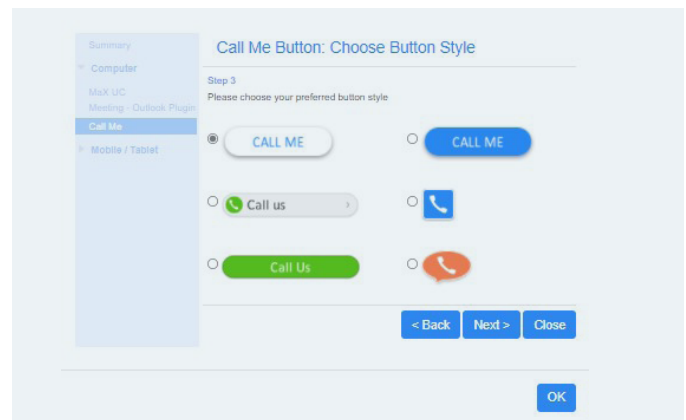 Summary
Call Me Button: Choose Button Style
Computer
Step 3
MaX UC
Please choose your preferred button style
Meeting - Outlook Plugin
Call Me
CALL ME
CALL ME
Mobile / Tablet
Call us
Call Us
< Back
Next >
Close
OK